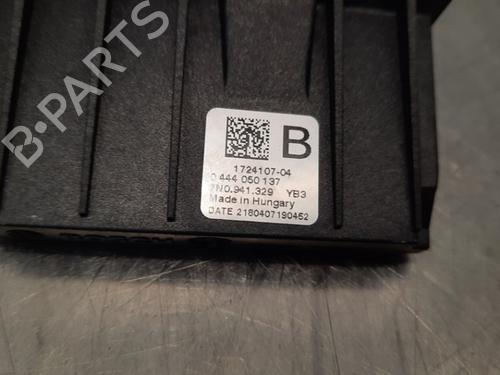 B·PARTS
B
1724107-04
0 444 050 137
7N0.941.329 YB3
Made in Hungary
DATE 2180407190452